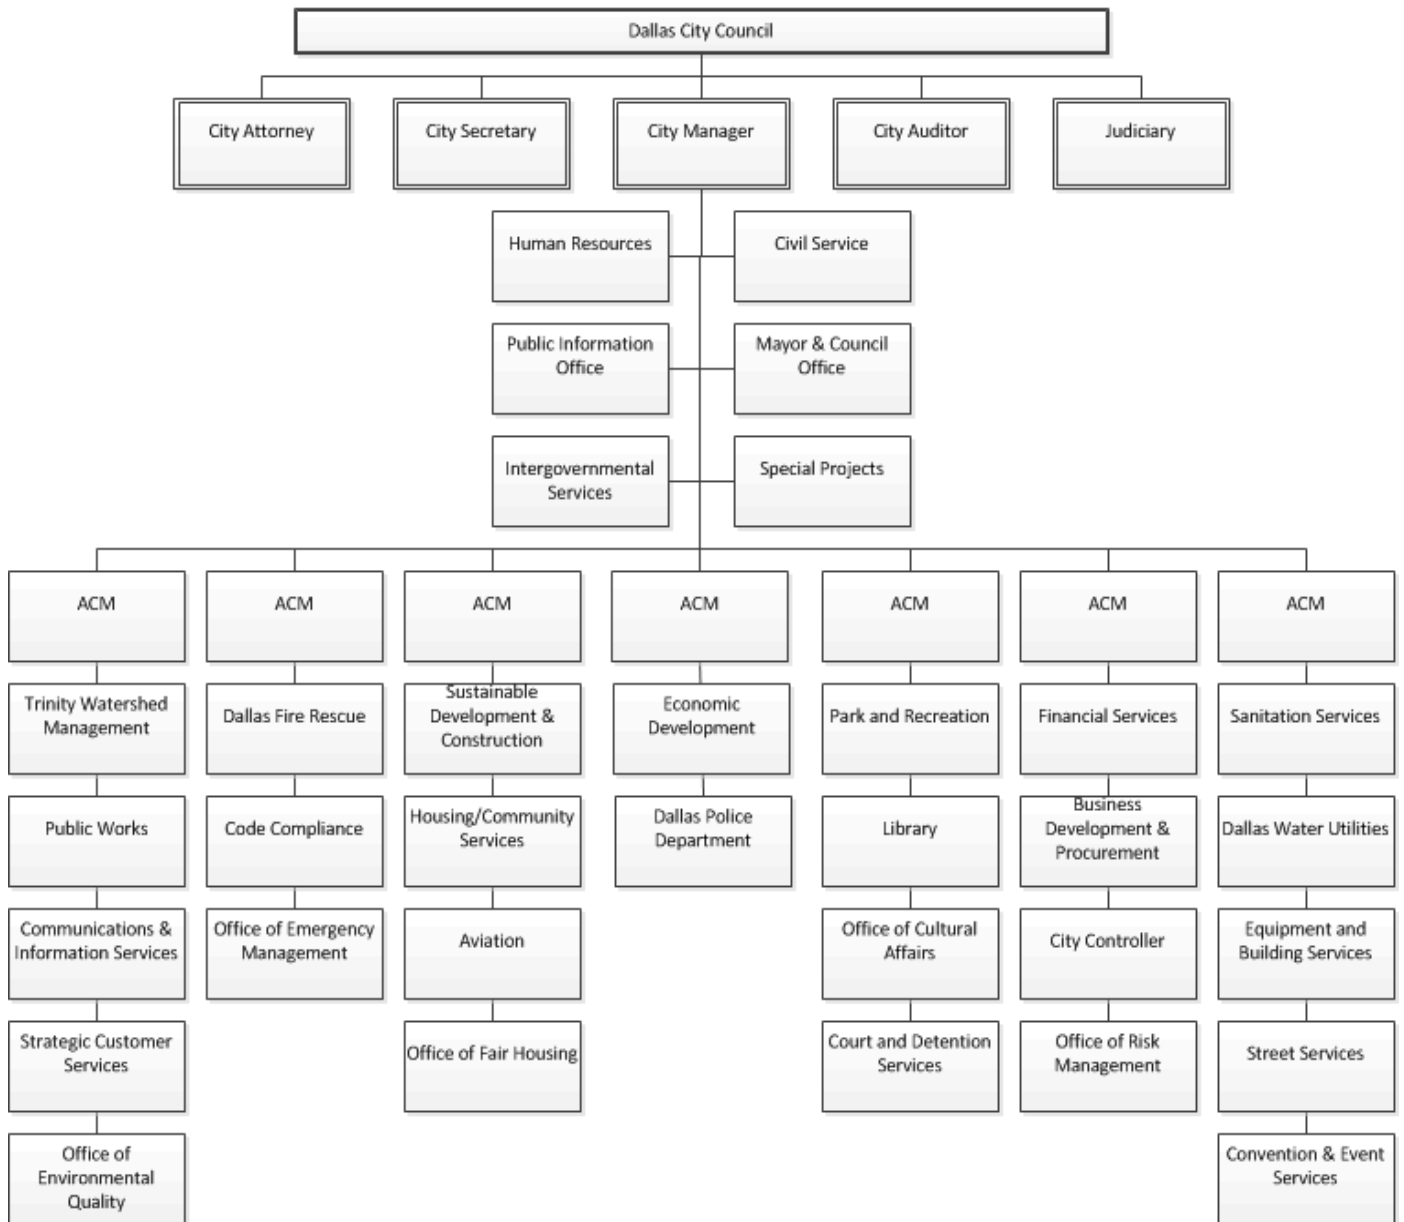 Dallas City Council
City Attorney
City Secretary
City Manager
City Auditor
Judiciary
Human Resources
Civil Service
Public Information
Office
Mayor & Council
Office
Intergovernmental
Services
Special Projects
ACM
ACM
ACM
ACM
ACM
ACM
ACM
Trinity Watershed
Management
Dallas Fire Rescue
Sustainable
Development &
Construction
Economic
Development
Park and Recreation
Financial Services
Sanitation Services
Public Works
Code Compliance
Housing/Community
Services
Dallas Police
Department
Library
Business
Development &
Procurement
Dallas Water Utilities
Communications &
Information Services
Office of Emergency
Management
Aviation
Office of Cultural
Affairs
City Controller
Equipment and
Building Services
Strategic Customer
Services
Office of Fair Housing
Court and Detention
Services
Office of Risk
Management
Street Services
Office of
Environmental
Quality
Convention & Event
Services